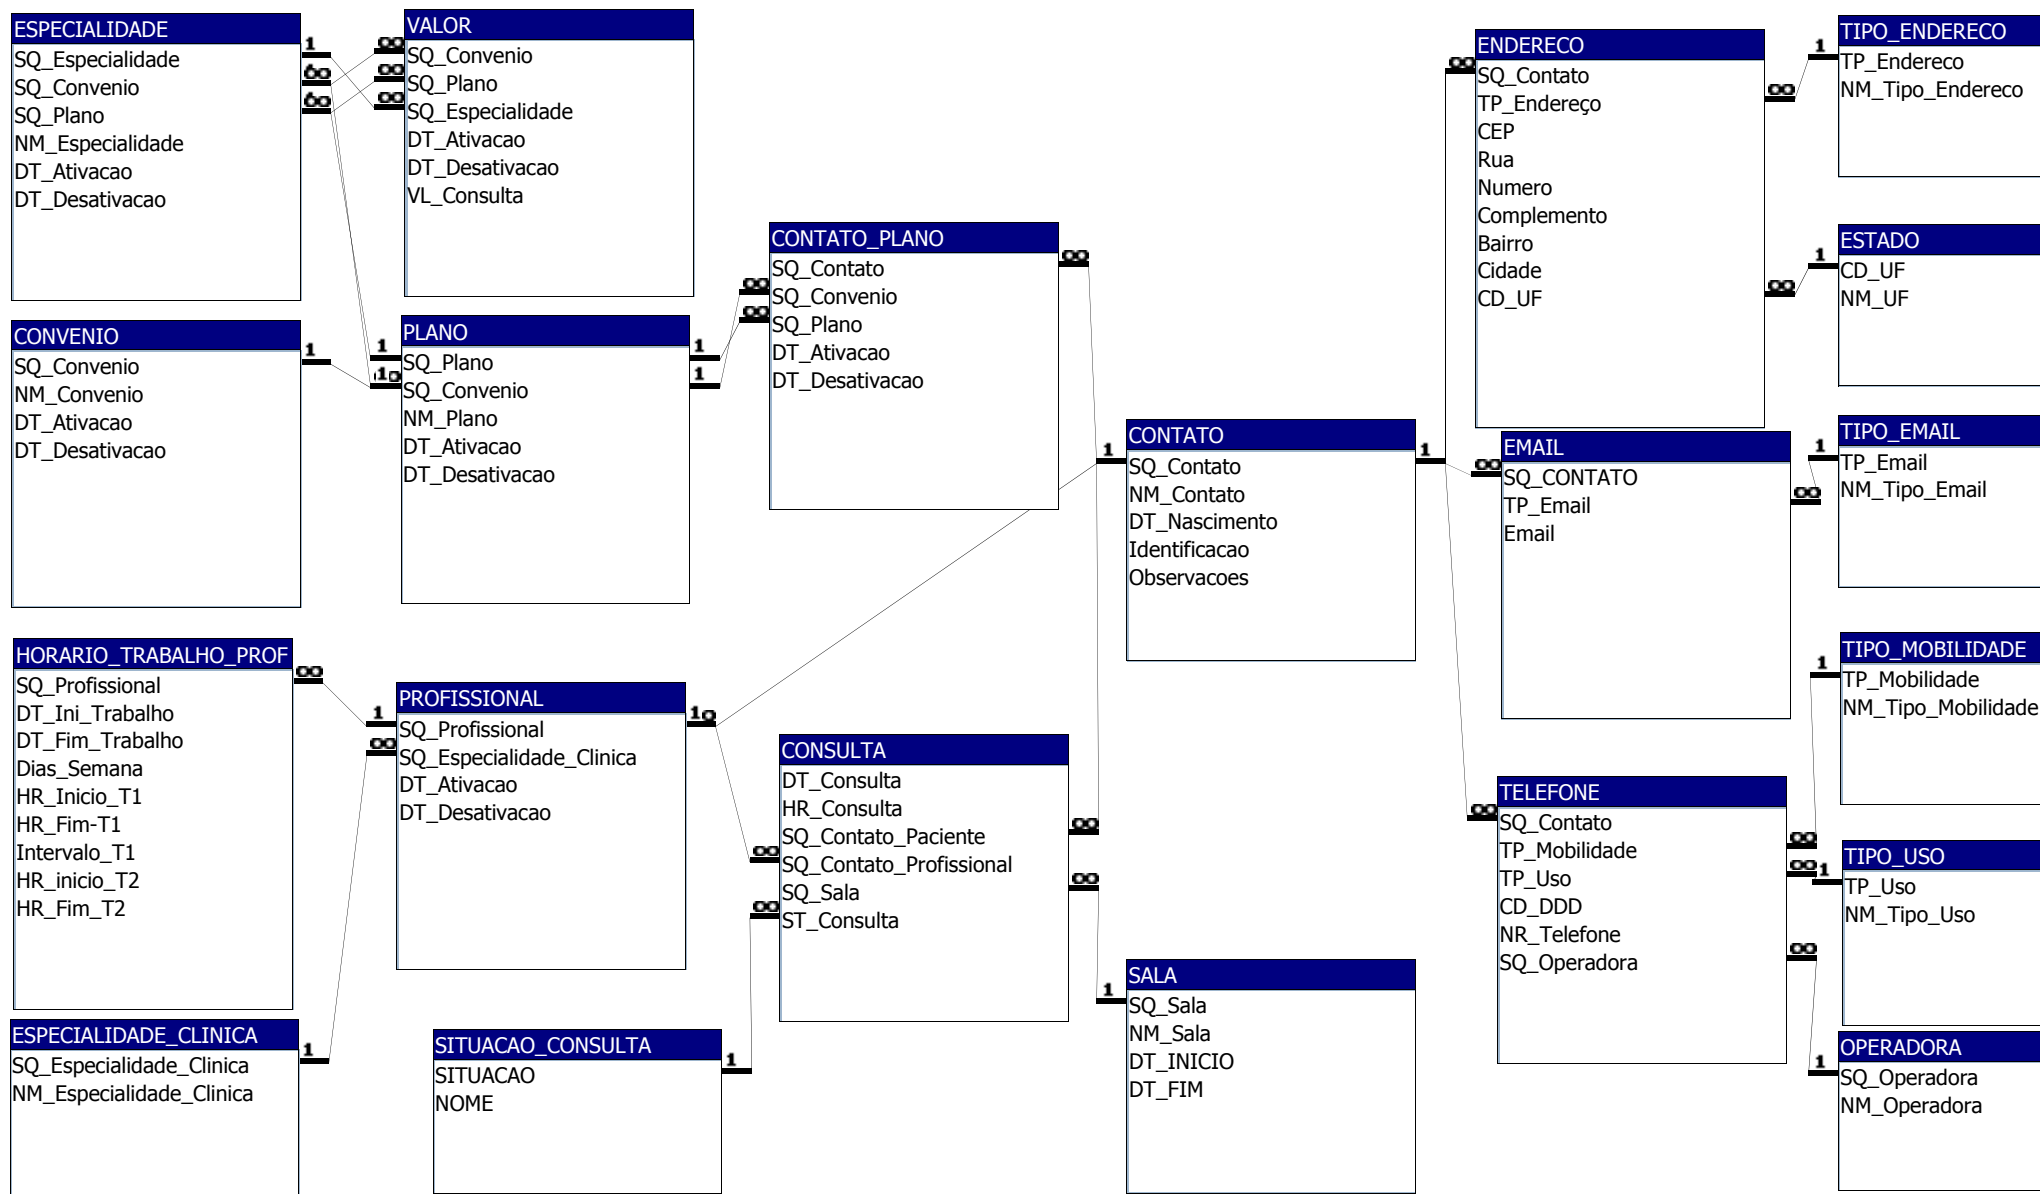 ESPECIALIDADE
SQ_Especialidade
SQ_Convenio
SQ_Plano
NM_Especialidade
DT_Ativacao
DT_Desativacao
VALOR
SQ_Convenio
SQ_Plano
SQ_Especialidade
DT_Ativacao
DT_Desativacao
VL_Consulta
CONVENIO
SQ_Convenio
NM_Convenio
DT_Ativacao
DT_Desativacao
PLANO
SQ_Plano
SQ_Convenio
NM_Plano
DT_Ativacao
DT_Desativacao
CONTATO_PLANO
SQ_Contato
SQ_Convenio
SQ_Plano
DT_Ativacao
DT_Desativacao
CONTATO
SQ_Contato
NM_Contato
DT_Nascimento
Identificacao
Observacoes
ENDERECO
SQ_Contato
TP_Endereço
CEP
Rua
Numero
Complemento
Bairro
Cidade
CD_UF
TIPO_ENDERECO
TP_Endereco
NM_Tipo_Endereco
ESTADO
CD_UF
NM_UF
EMAIL
SQ_CONTATO
TP_Email
Email
TIPO_EMAIL
TP_Email
NM_Tipo_Email
HORARIO_TRABALHO_PROF
SQ_Profissional
DT_Ini_Trabalho
DT_Fim_Trabalho
Dias_Semana
HR_Inicio_T1
HR_Fim-T1
Intervalo_T1
HR_inicio_T2
HR_Fim_T2
PROFISSIONAL
SQ_Profissional
SQ_Especialidade_Clinica
DT_Ativacao
DT_Desativacao
CONSULTA
DT_Consulta
HR_Consulta
SQ_Contato_Paciente
SQ_Contato_Profissional
SQ_Sala
ST_Consulta
TELEFONE
SQ_Contato
TP_Mobilidade
TP_Uso
CD_DDD
NR_Telefone
SQ_Operadora
TIPO_MOBILIDADE
TP_Mobilidade
NM_Tipo_Mobilidade
TIPO_USO
TP_Uso
NM_Tipo_Uso
ESPECIALIDADE_CLINICA
SQ_Especialidade_Clinica
NM_Especialidade_Clinica
SITUACAO_CONSULTA
SITUACAO
NOME
SALA
SQ_Sala
NM_Sala
DT_INICIO
DT_FIM
OPERADORA
SQ_Operadora
NM_Operadora